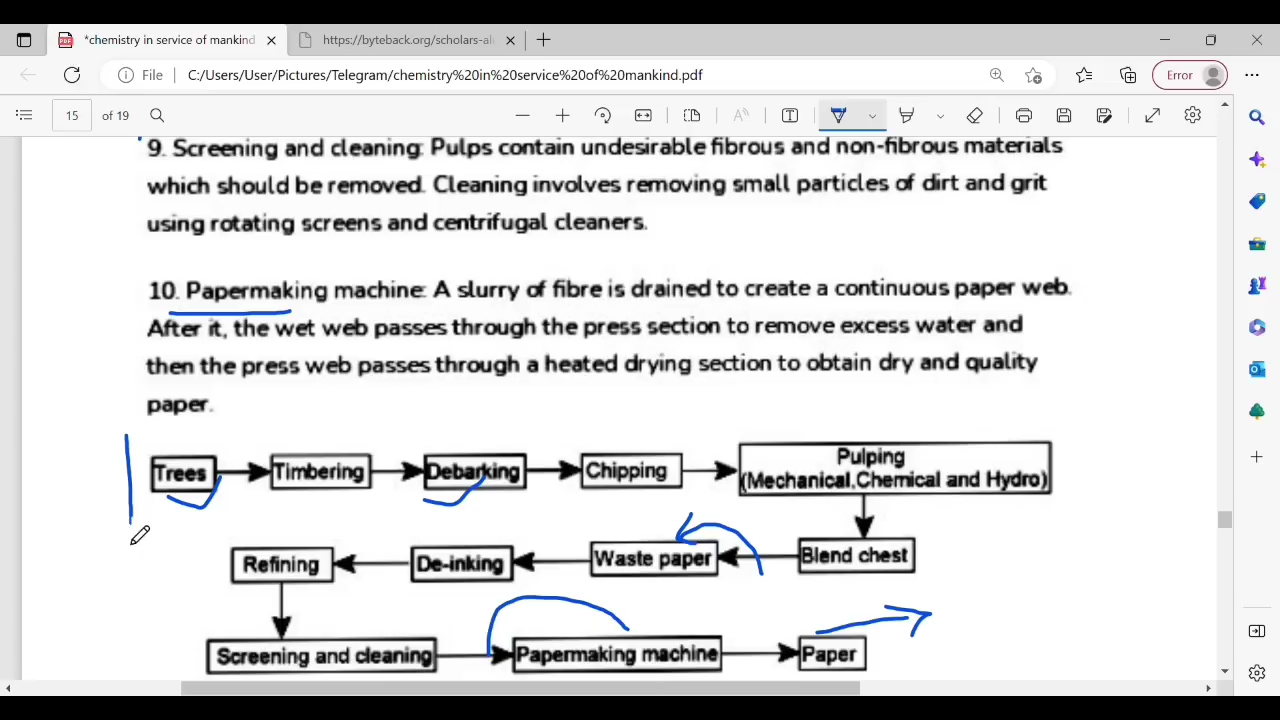 *chemistry in service of mankind
https://byteback.org/scholars-al
File
C:/Users/User/Pictures/Telegram/chemistry%20in%20service%20of%20mankind.pdf
Error
15 of 19
9. Screening and cleaning: Pulps contain undesirable fibrous and non-fibrous materials
which should be removed. Cleaning involves removing small particles of dirt and grit
using rotating screens and centrifugal cleaners.
10. Papermaking machine: A slurry of fibre is drained to create a continuous paper web.
After it, the wet web passes through the press section to remove excess water and
then the press web passes through a heated drying section to obtain dry and quality
paper.
Trees
Timbering
Debarking
Chipping
Pulping
(Mechanical,Chemical and Hydro)
Blend chest
Waste paper
De-inking
Refining
Screening and cleaning
Papermaking machine
Paper